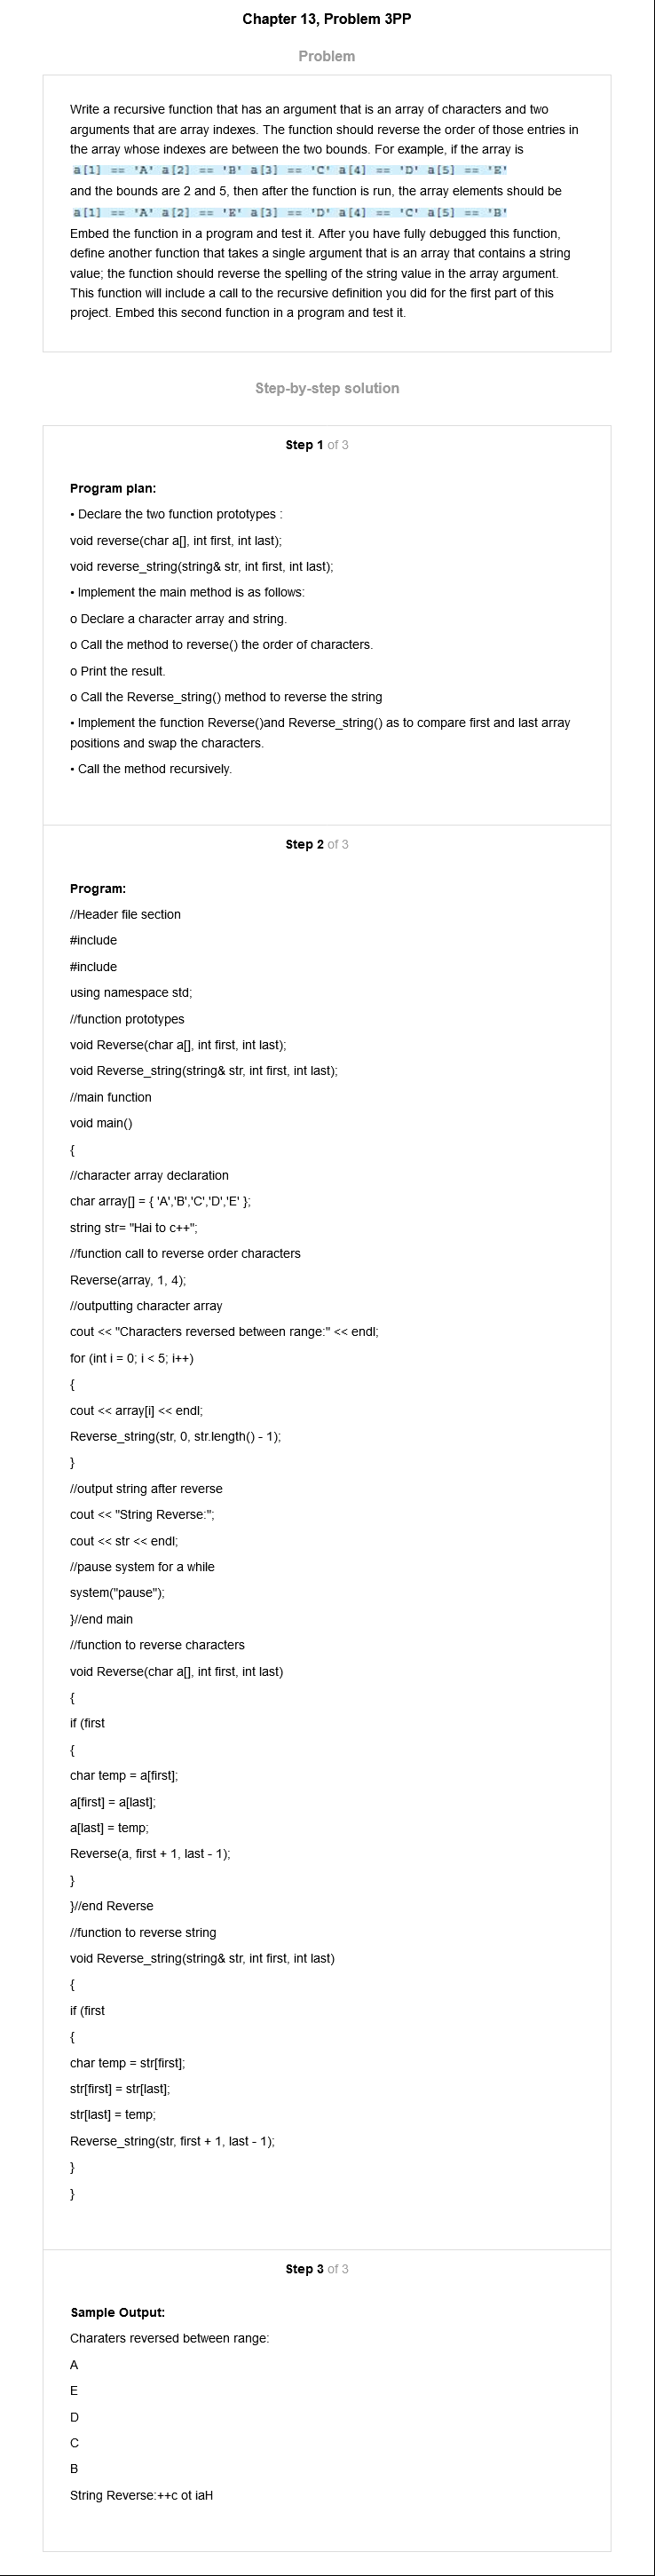 Chapter 13, Problem 3PP
Problem
Write a recursive function that has an argument that is an array of characters and two
arguments that are array indexes. The function should reverse the order of those entries in
the array whose indexes are between the two bounds. For example, if the array is
a[1] == 'A' a[2] == 'B' a[3] == 'C' a[4] == 'D' a[5] == 'E'
and the bounds are 2 and 5, then after the function is run, the array elements should be
a[1] == 'A' a[2] == 'E' a[3] == 'D' a[4] == 'C' a[5] == 'B'
Embed the function in a program and test it. After you have fully debugged this function,
define another function that takes a single argument that is an array that contains a string
value; the function should reverse the spelling of the string value in the array argument.
This function will include a call to the recursive definition you did for the first part of this
project. Embed this second function in a program and test it.
Step-by-step solution
Step 1 of 3
Program plan:
• Declare the two function prototypes :
void reverse(char a[], int first, int last);
void reverse_string(string& str, int first, int last);
• Implement the main method is as follows:
o Declare a character array and string.
o Call the method to reverse() the order of characters.
o Print the result.
o Call the Reverse_string() method to reverse the string
• Implement the function Reverse()and Reverse_string() as to compare first and last array
positions and swap the characters.
• Call the method recursively.
Step 2 of 3
Program:
//Header file section
#include
#include
using namespace std;
//function prototypes
void Reverse(char a[], int first, int last);
void Reverse_string(string& str, int first, int last);
//main function
void main()
{
//character array declaration
char array[] = { 'A','B','C','D','E' };
string str= "Hai to c++";
//function call to reverse order characters
Reverse(array, 1, 4);
//outputting character array
cout << "Characters reversed between range:" << endl;
for (int i = 0; i < 5; i++)
{
cout << array[i] << endl;
Reverse_string(str, 0, str.length() - 1);
}
//output string after reverse
cout << "String Reverse:";
cout << str << endl;
//pause system for a while
system("pause");
}//end main
//function to reverse characters
void Reverse(char a[], int first, int last)
{
if (first
{
char temp = a[first];
a[first] = a[last];
a[last] = temp;
Reverse(a, first + 1, last - 1);
}
}//end Reverse
//function to reverse string
void Reverse_string(string& str, int first, int last)
{
if (first
{
char temp = str[first];
str[first] = str[last];
str[last] = temp;
Reverse_string(str, first + 1, last - 1);
}
}
Step 3 of 3
Sample Output:
Charaters reversed between range:
A
E
D
C
B
String Reverse:++c ot iaH